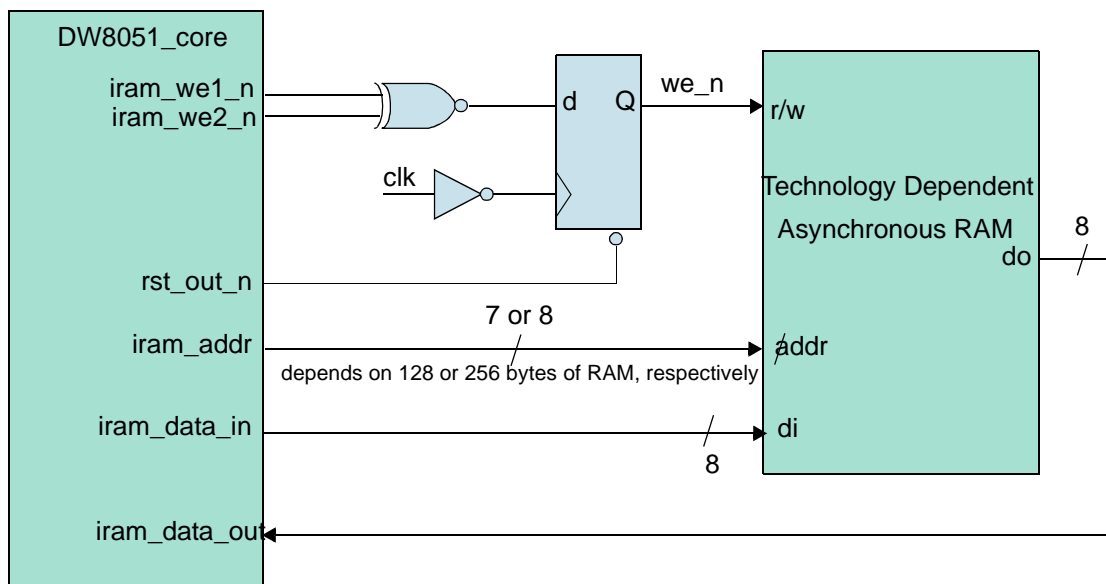 DW8051_core
iram_we1_n
iram_we2_n
d
Q
we_n
r/w
clk
Technology Dependent
Asynchronous RAM
8
do
rst_out_n
7 or 8
iram_addr
addr
depends on 128 or 256 bytes of RAM, respectively
iram_data_in
di
8
iram_data_out